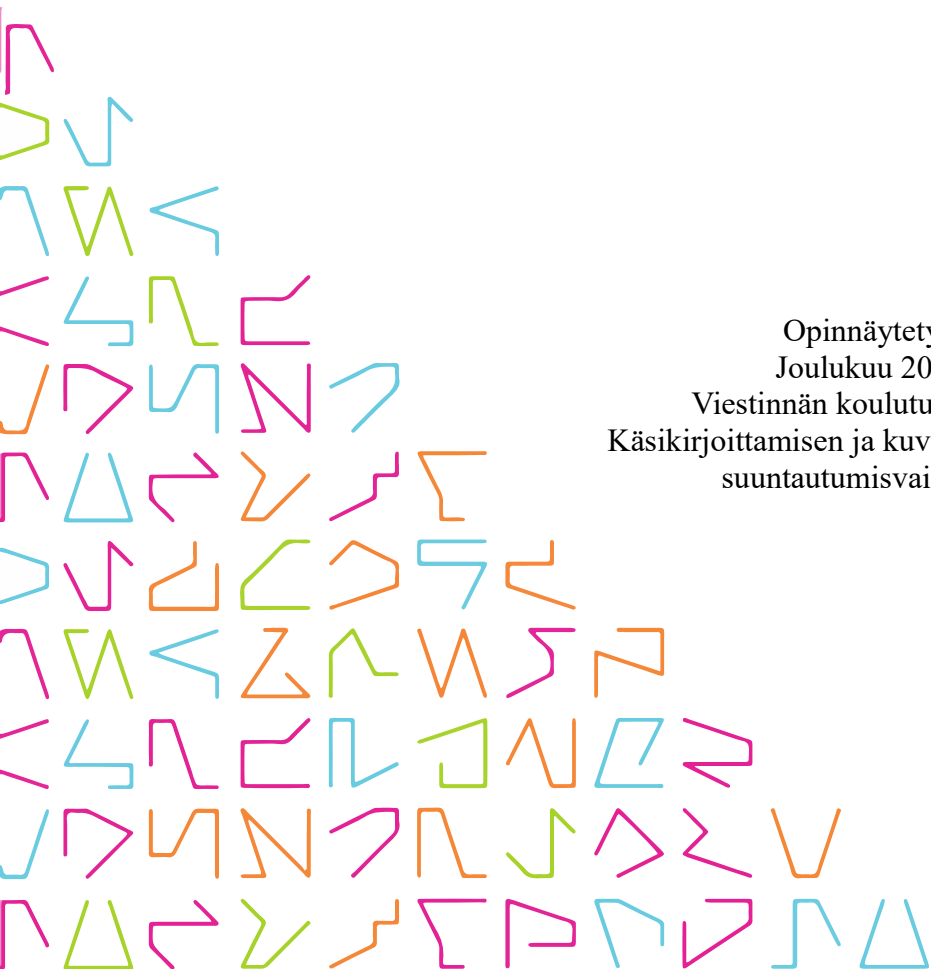 Opinnäytety
Joulukuu 20
Viestinnän koulutu
Käsikirjoittamisen ja kuv
suuntautumisvai